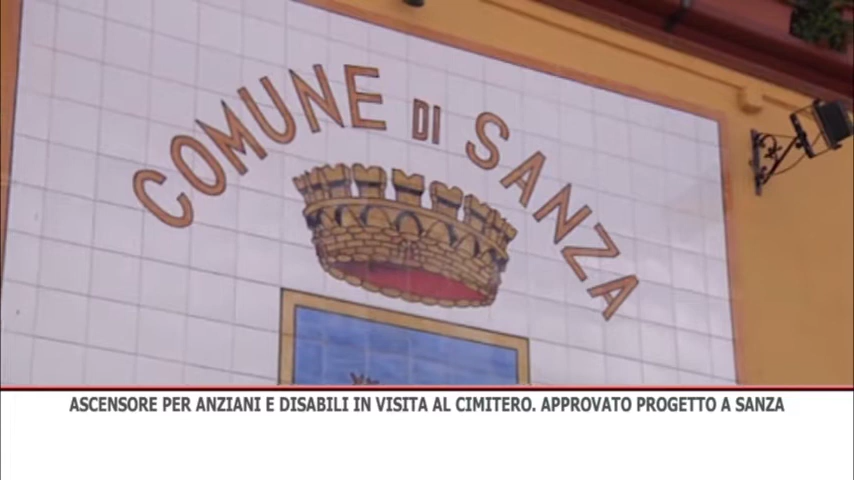 COMUNE DI SANZA
ASCENSORE PER ANZIANI E DISABILI IN VISITA AL CIMITERO. APPROVATO PROGETTO A SANZA